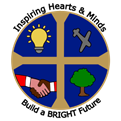 Inspiring Hearts & Minds
Build a BRIGHT Future